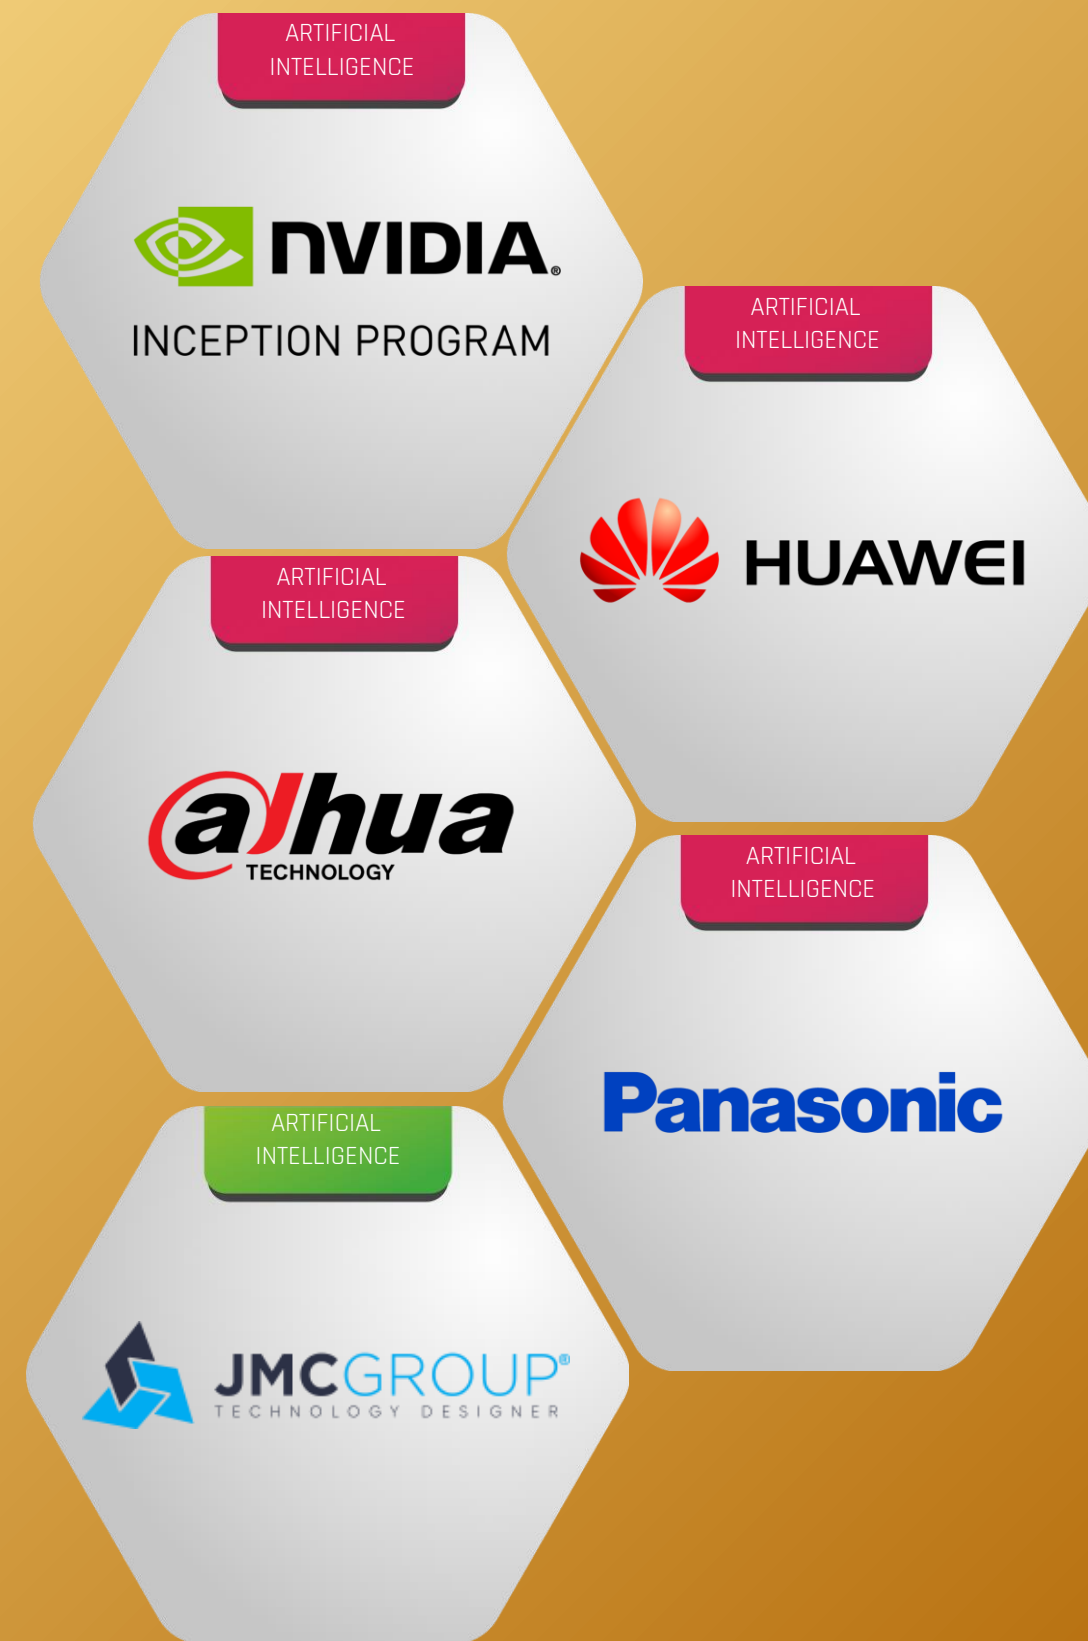 ARTIFICIAL
INTELLIGENCE
NVIDIA®
INCEPTION PROGRAM
ARTIFICIAL
INTELLIGENCE
HUAWEI
ARTIFICIAL
INTELLIGENCE
alhua
TECHNOLOGY
ARTIFICIAL
INTELLIGENCE
Panasonic
ARTIFICIAL
INTELLIGENCE
JMCGROUP®
TECHNOLOGY DESIGNER